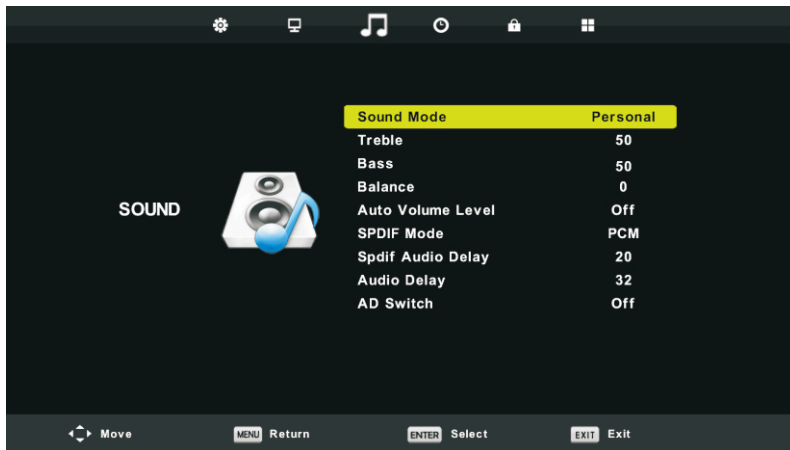 Sound Mode Personal
Treble 50
Bass 50
Balance 0
SOUND
Auto Volume Level Off
SPDIF Mode PCM
Spdif Audio Delay 20
Audio Delay 32
AD Switch Off
Move MENU Return ENTER Select EXIT Exit